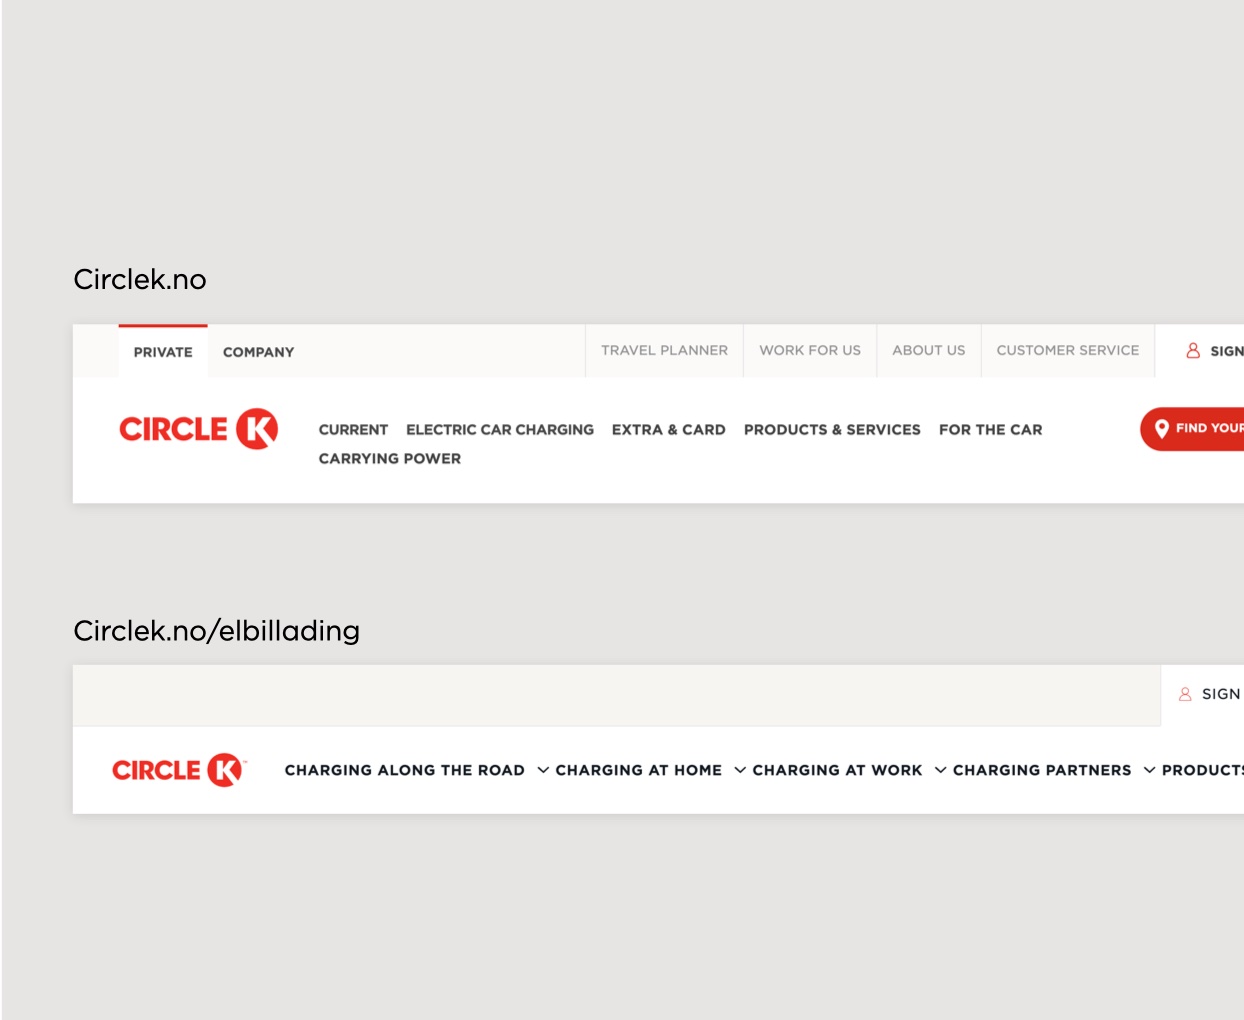 Circlek.no
PRIVATE COMPANY TRAVEL PLANNER WORK FOR US ABOUT US CUSTOMER SERVICE SIGN
CIRCLE K CURRENT ELECTRIC CAR CHARGING EXTRA & CARD PRODUCTS & SERVICES FOR THE CAR FIND YOUR
CARRYING POWER
Circlek.no/elbillading
SIGN
CIRCLE K™ CHARGING ALONG THE ROAD CHARGING AT HOME CHARGING AT WORK CHARGING PARTNERS PRODUCTS